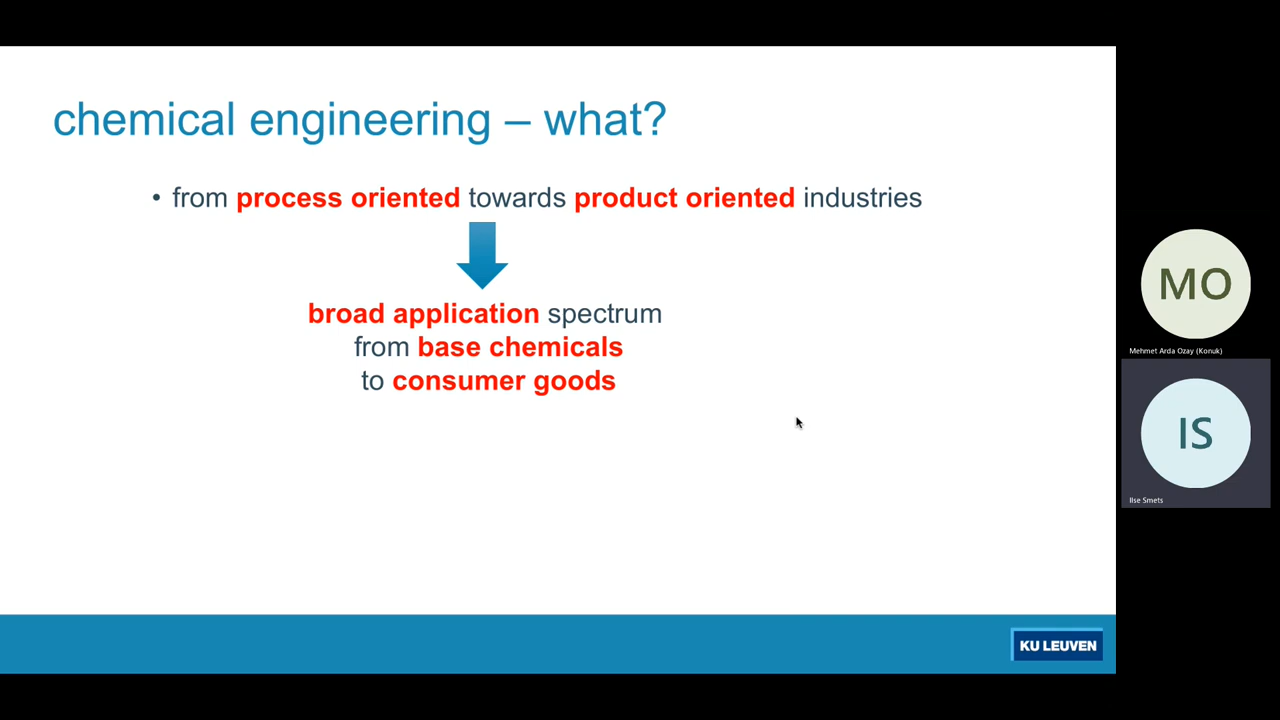 chemical engineering – what?
• from process oriented towards product oriented industries
broad application spectrum
from base chemicals
to consumer goods
MO
Mehmet Arda Ozay (Konuk)
IS
Ilse Smets
KU LEUVEN